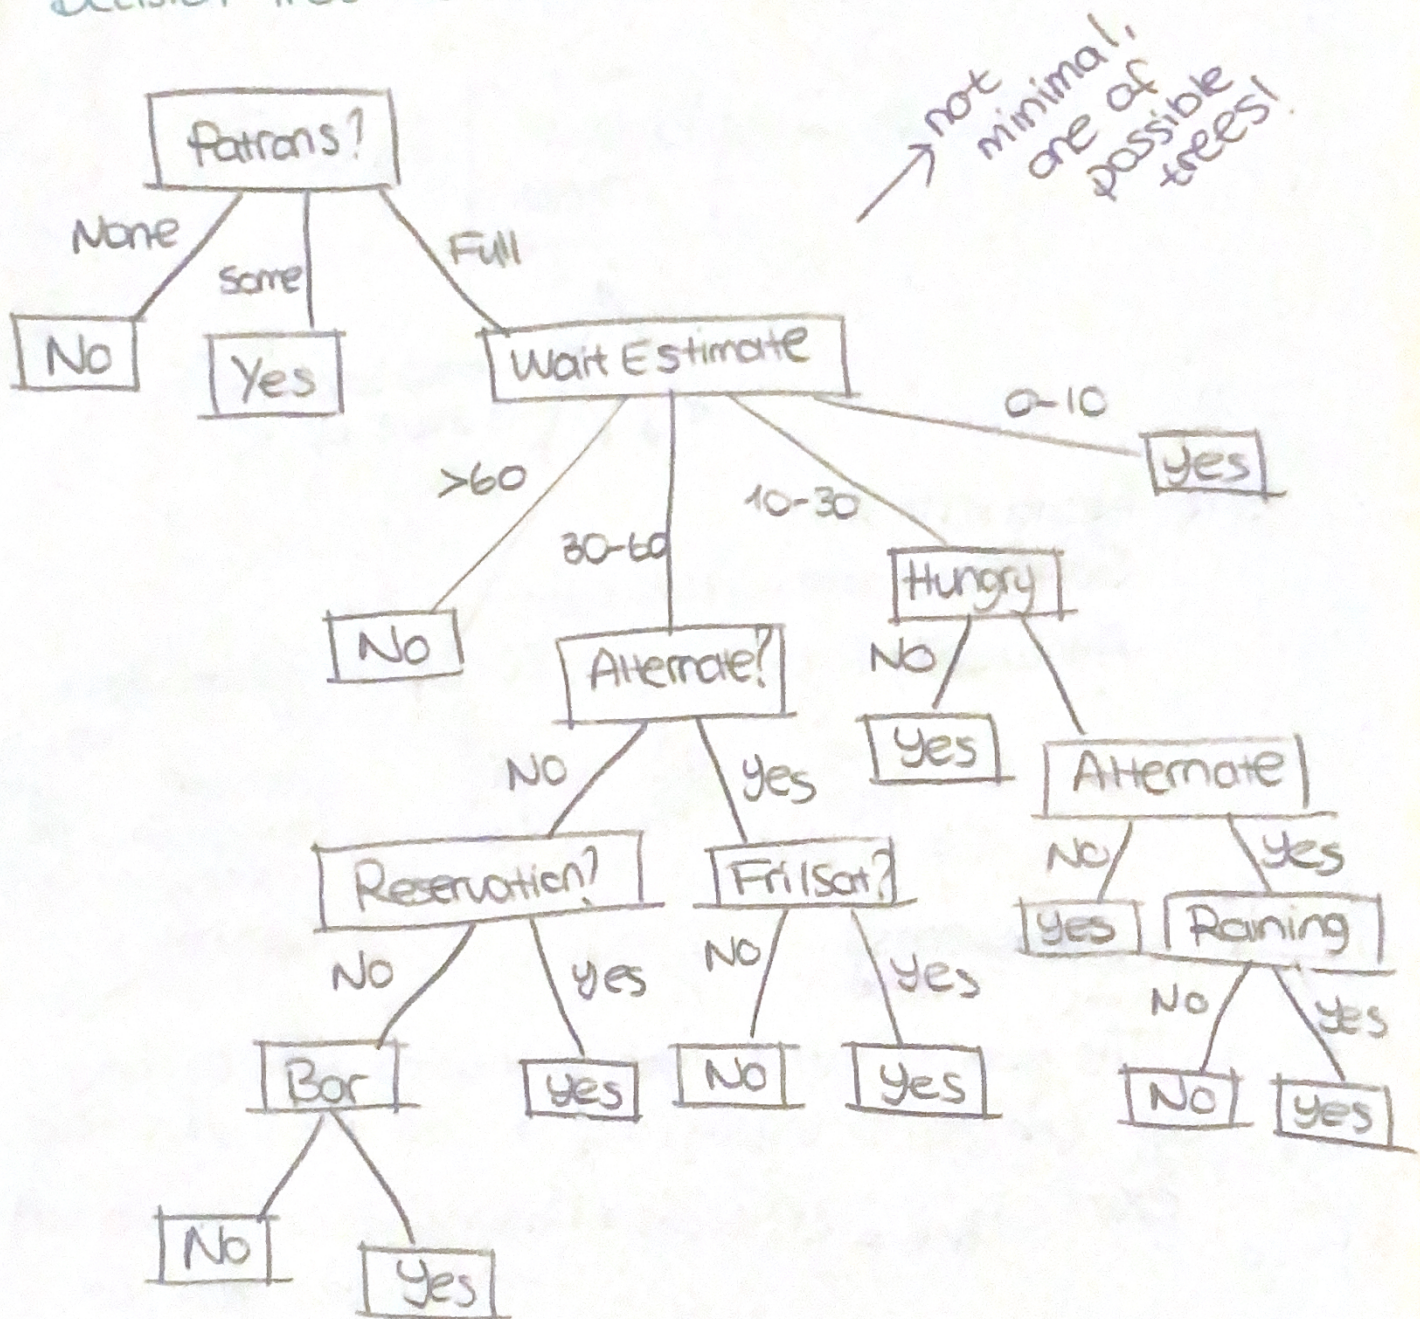 Patrons?
None
some
Full
No
Yes
Wait Estimate
→ not
minimal,
one of
possible
trees!
>60
30-60
10-30
0-10
yes
No
Alternate?
Hungry
No
Yes
No
yes
Alternate
Reservation?
Fri/Sat?
No
yes
yes
Raining
No
yes
No
yes
No
yes
Bar
yes
No
yes
No
yes
No
Yes